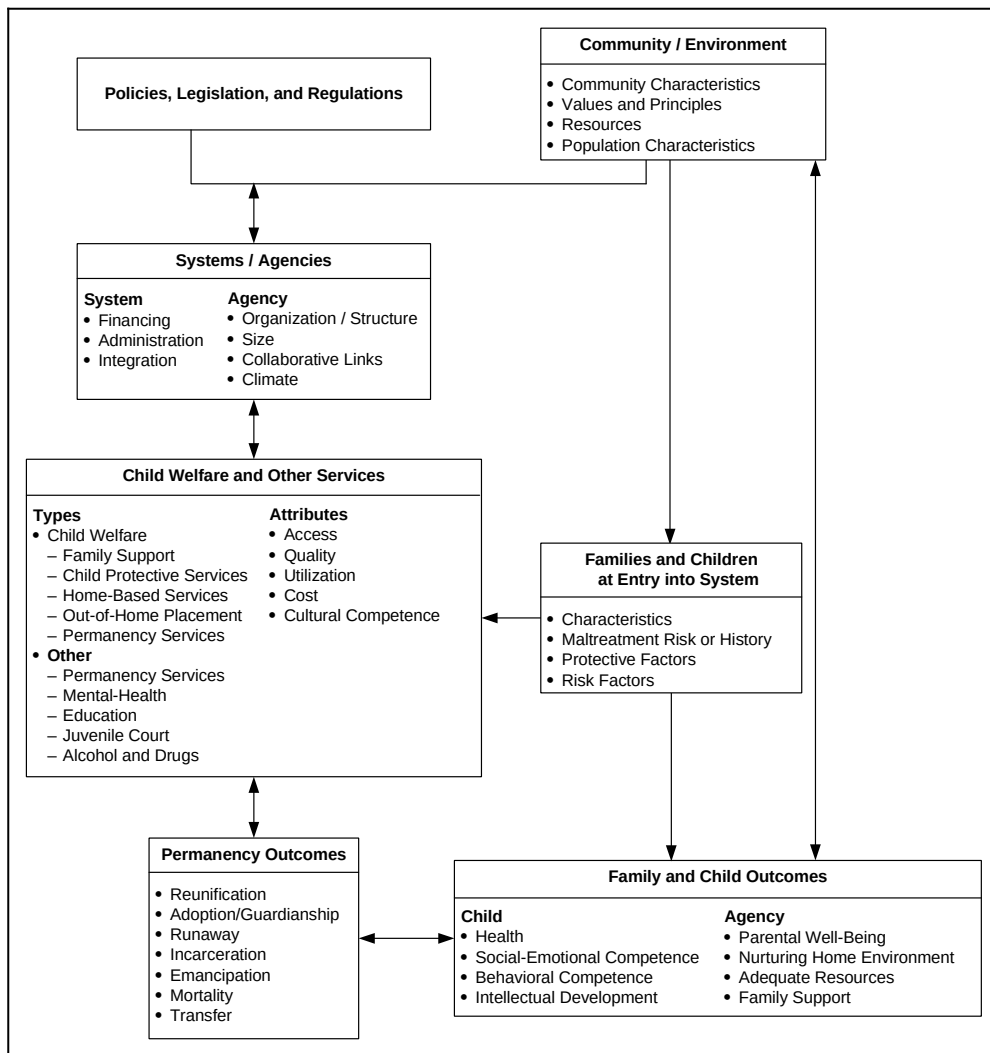 Policies, Legislation, and Regulations
Community / Environment
• Community Characteristics
• Values and Principles
• Resources
• Population Characteristics
Systems / Agencies
System
• Financing
• Administration
• Integration
Agency
• Organization / Structure
• Size
• Collaborative Links
• Climate
Child Welfare and Other Services
Types
• Child Welfare
– Family Support
– Child Protective Services
– Home-Based Services
– Out-of-Home Placement
– Permanency Services
• Other
– Permanency Services
– Mental-Health
– Education
– Juvenile Court
– Alcohol and Drugs
Attributes
• Access
• Quality
• Utilization
• Cost
• Cultural Competence
Families and Children
at Entry into System
• Characteristics
• Maltreatment Risk or History
• Protective Factors
• Risk Factors
Permanency Outcomes
• Reunification
• Adoption/Guardianship
• Runaway
• Incarceration
• Emancipation
• Mortality
• Transfer
Family and Child Outcomes
Child
• Health
• Social-Emotional Competence
• Behavioral Competence
• Intellectual Development
Agency
• Parental Well-Being
• Nurturing Home Environment
• Adequate Resources
• Family Support